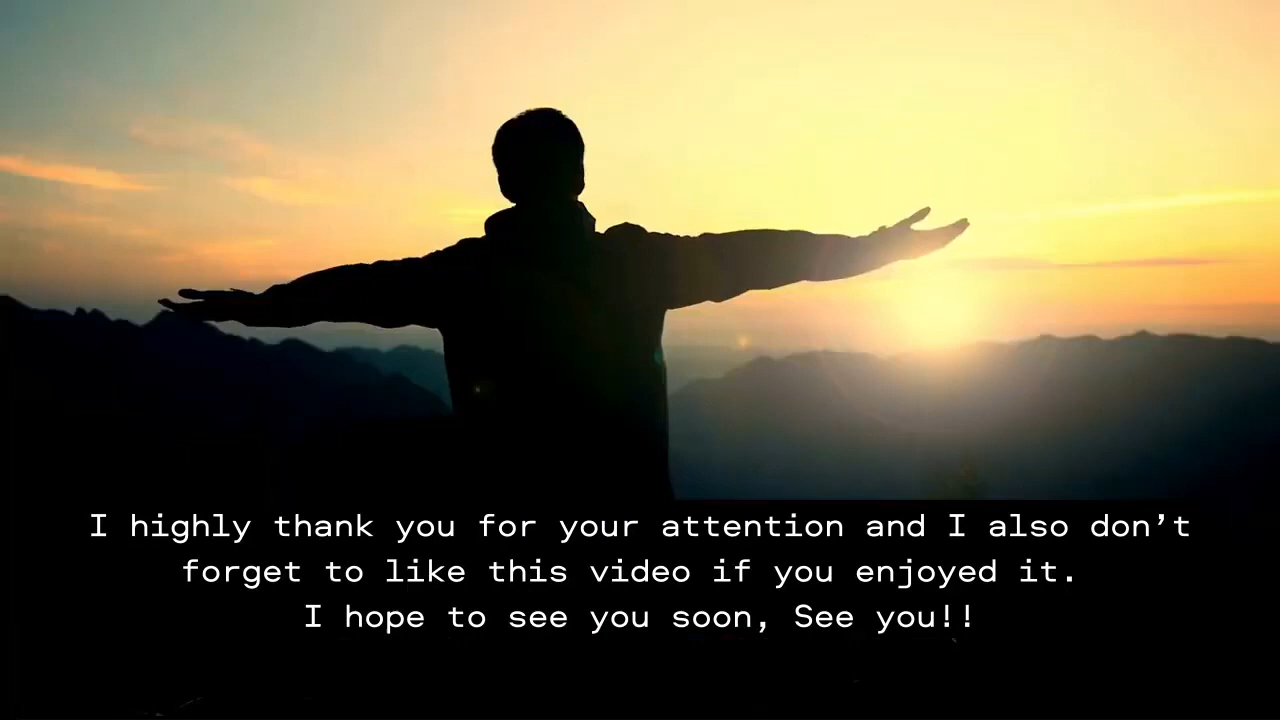 I highly thank you for your attention and I also don’t
forget to like this video if you enjoyed it.
I hope to see you soon, See you!!